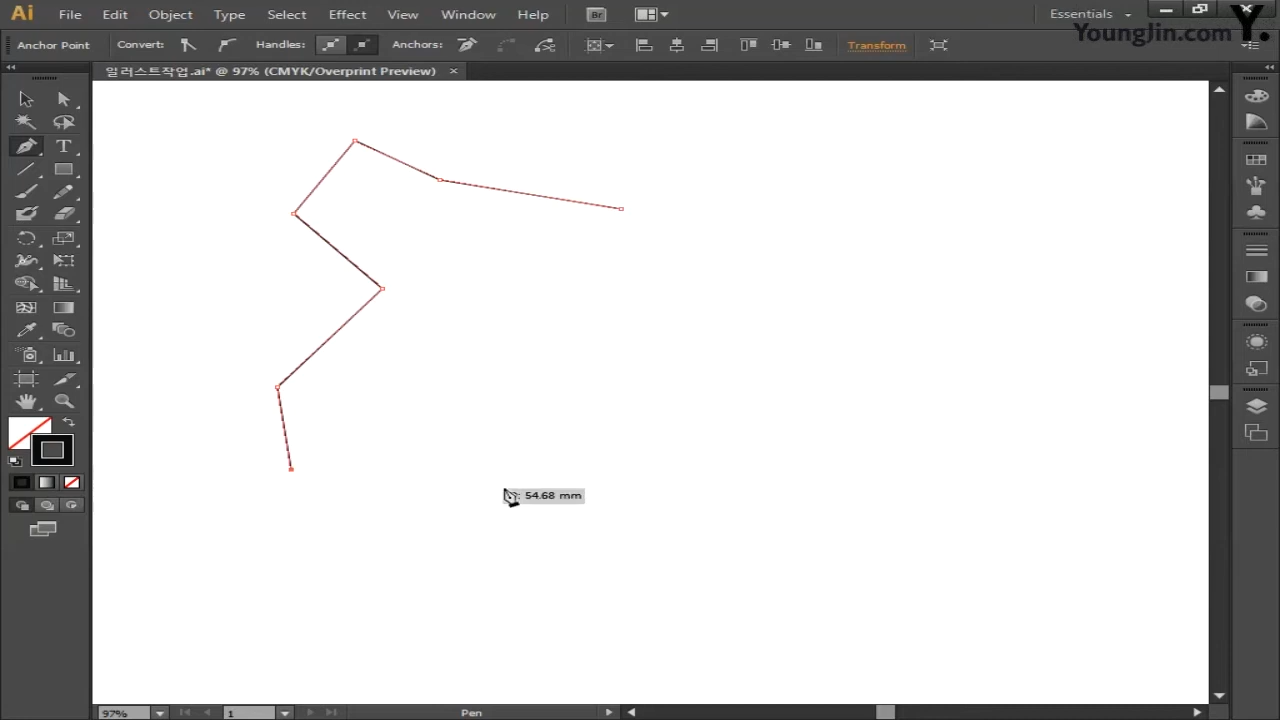 Ai File Edit Object Type Select Effect View Window Help Br Essentials
YoungJin.com Y.
Anchor Point Convert: Handles: Anchors: Transform
일러스트작업.ai* @ 97% (CMYK/Overprint Preview) ×
T
54.68 mm
97% 1 Pen